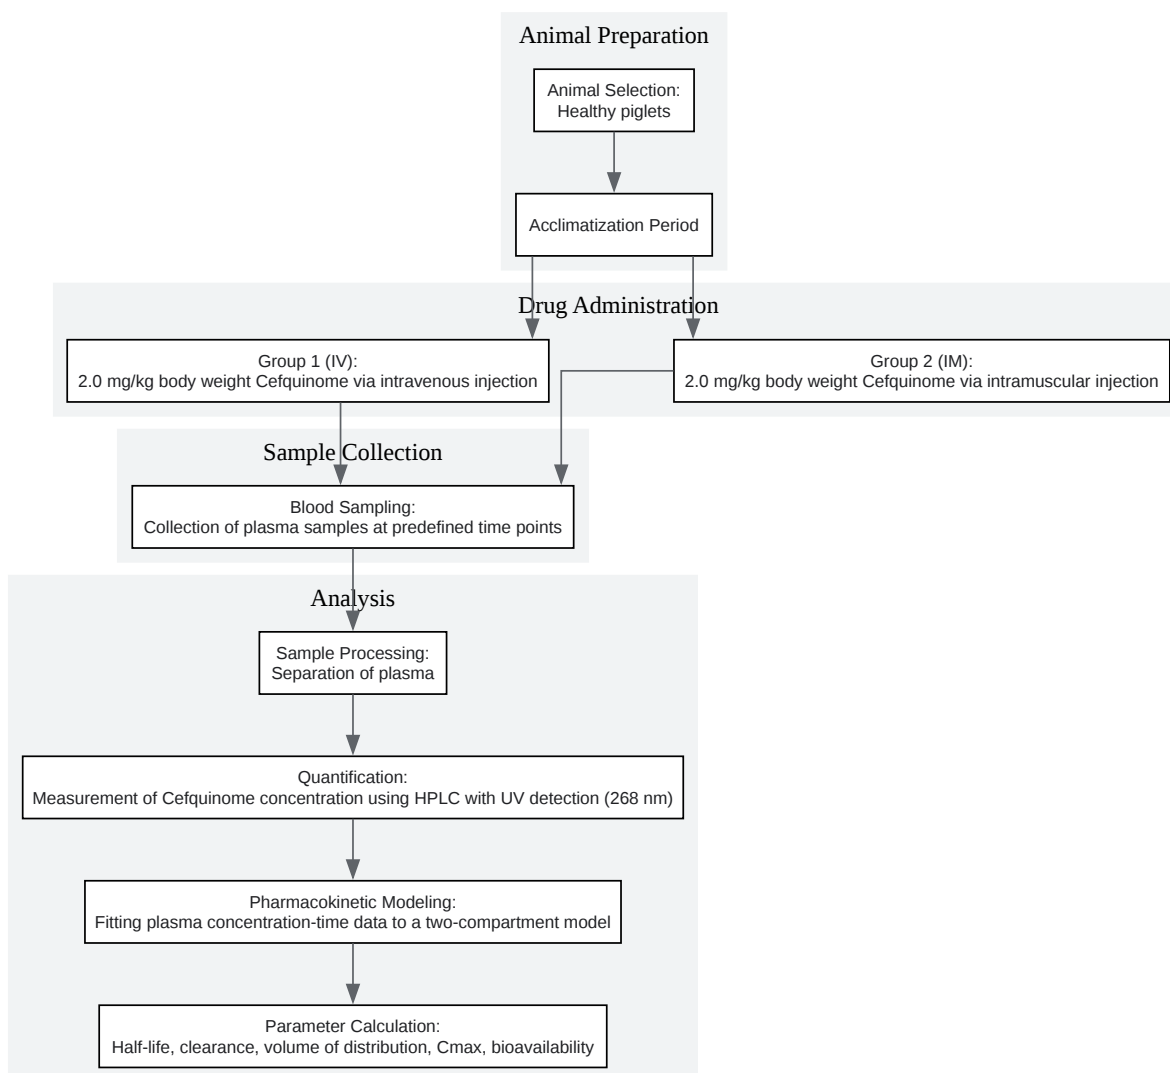 Animal Preparation
Animal Selection:
Healthy piglets
Acclimatization Period
Drug Administration
Group 1 (IV):
2.0 mg/kg body weight Cefquinome via intravenous injection
Group 2 (IM):
2.0 mg/kg body weight Cefquinome via intramuscular injection
Sample Collection
Blood Sampling:
Collection of plasma samples at predefined time points
Analysis
Sample Processing:
Separation of plasma
Quantification:
Measurement of Cefquinome concentration using HPLC with UV detection (268 nm)
Pharmacokinetic Modeling:
Fitting plasma concentration-time data to a two-compartment model
Parameter Calculation:
Half-life, clearance, volume of distribution, Cmax, bioavailability